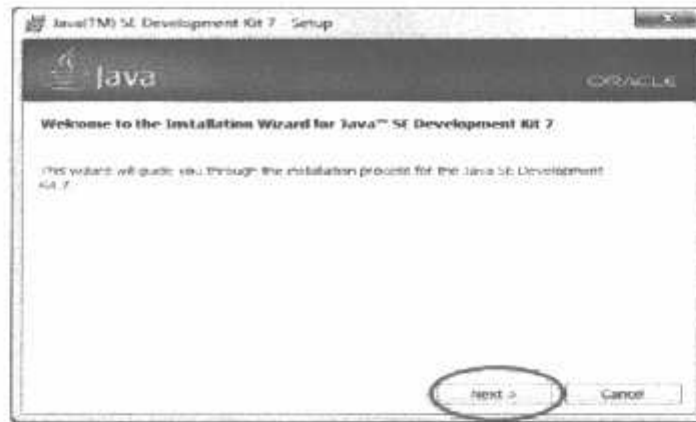 Java(TM) SE Development Kit 7 - Setup
Java
ORACLE
Welcome to the Installation Wizard for Java™ SE Development Kit 7
This wizard will guide you through the installation process for the Java SE Development
Kit 7.
Next >
Cancel